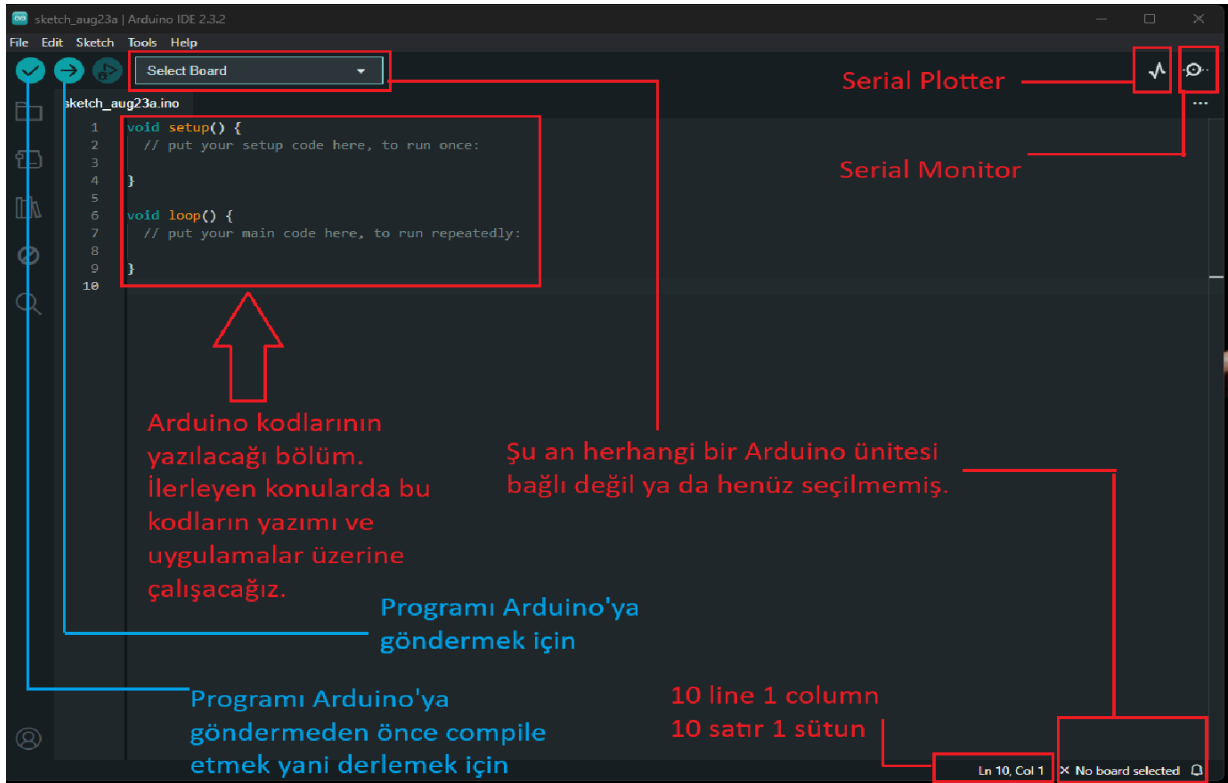 sketch_aug23a | Arduino IDE 2.3.2
File Edit Sketch Tools Help
Select Board
Serial Plotter
sketch_aug23a.ino
1 void setup() {
2 // put your setup code here, to run once:
3
4 }
5
6 void loop() {
7 // put your main code here, to run repeatedly:
8
9 }
10
Serial Monitor
Arduino kodlarının
yazılacağı bölüm.
İlerleyen konularda bu
kodların yazımı ve
uygulamalar üzerine
çalışacağız.
Şu an herhangi bir Arduino ünitesi
bağlı değil ya da henüz seçilmemiş.
Programı Arduino'ya
göndermek için
Programı Arduino'ya
göndermeden önce compile
etmek yani derlemek için
10 line 1 column
10 satır 1 sütun
Ln 10, Col 1 × No board selected